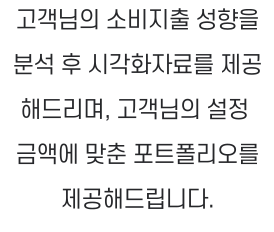 고객님의 소비지출 성향을
분석 후 시각화자료를 제공
해드리며, 고객님의 설정
금액에 맞춘 포트폴리오를
제공해드립니다.